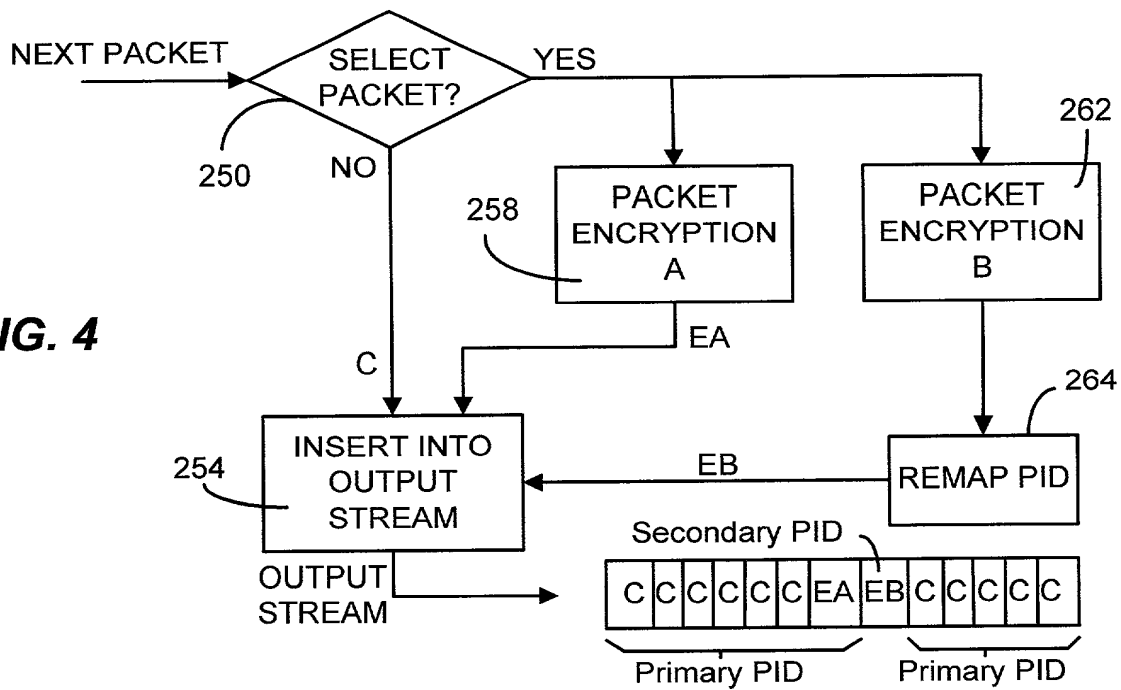 NEXT PACKET
SELECT
PACKET?
YES
NO
250
258
262
PACKET
ENCRYPTION
A
PACKET
ENCRYPTION
B
IG. 4
C
EA
264
254
INSERT INTO
OUTPUT
STREAM
EB
REMAP PID
Secondary PID
OUTPUT
STREAM
C C C C C C EA EB C C C C C
Primary PID
Primary PID